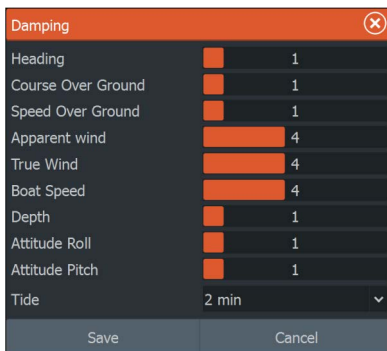 Damping
Heading 1
Course Over Ground 1
Speed Over Ground 1
Apparent wind 4
True Wind 4
Boat Speed 4
Depth 1
Attitude Roll 1
Attitude Pitch 1
Tide 2 min
Save Cancel